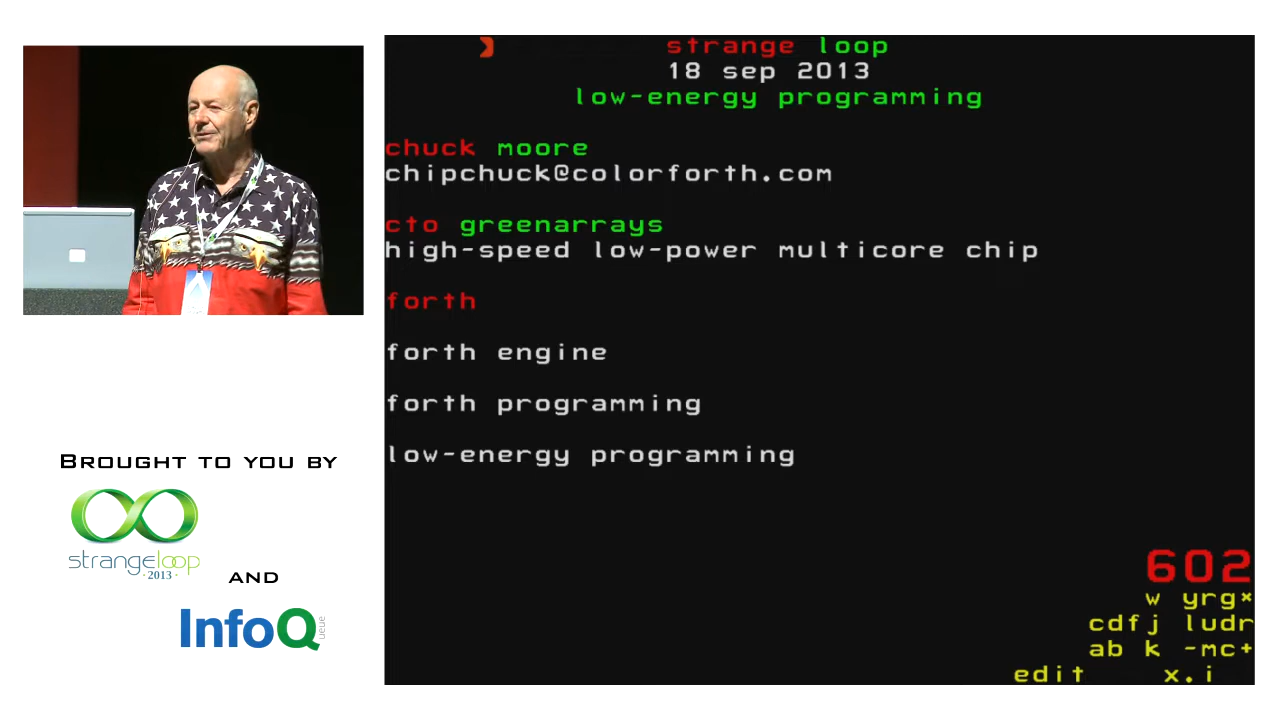 strange loop
18 sep 2013
low-energy programming
chuck moore
chipchuck@colorforth.com
cto greenarrays
high-speed low-power multicore chip
forth
forth engine
forth programming
low-energy programming
602
w yrg*
cdfj ludr
ab k -mc+
edit x.i
BROUGHT TO YOU BY
strangeloop
·2013·
AND
InfoQ
ueue